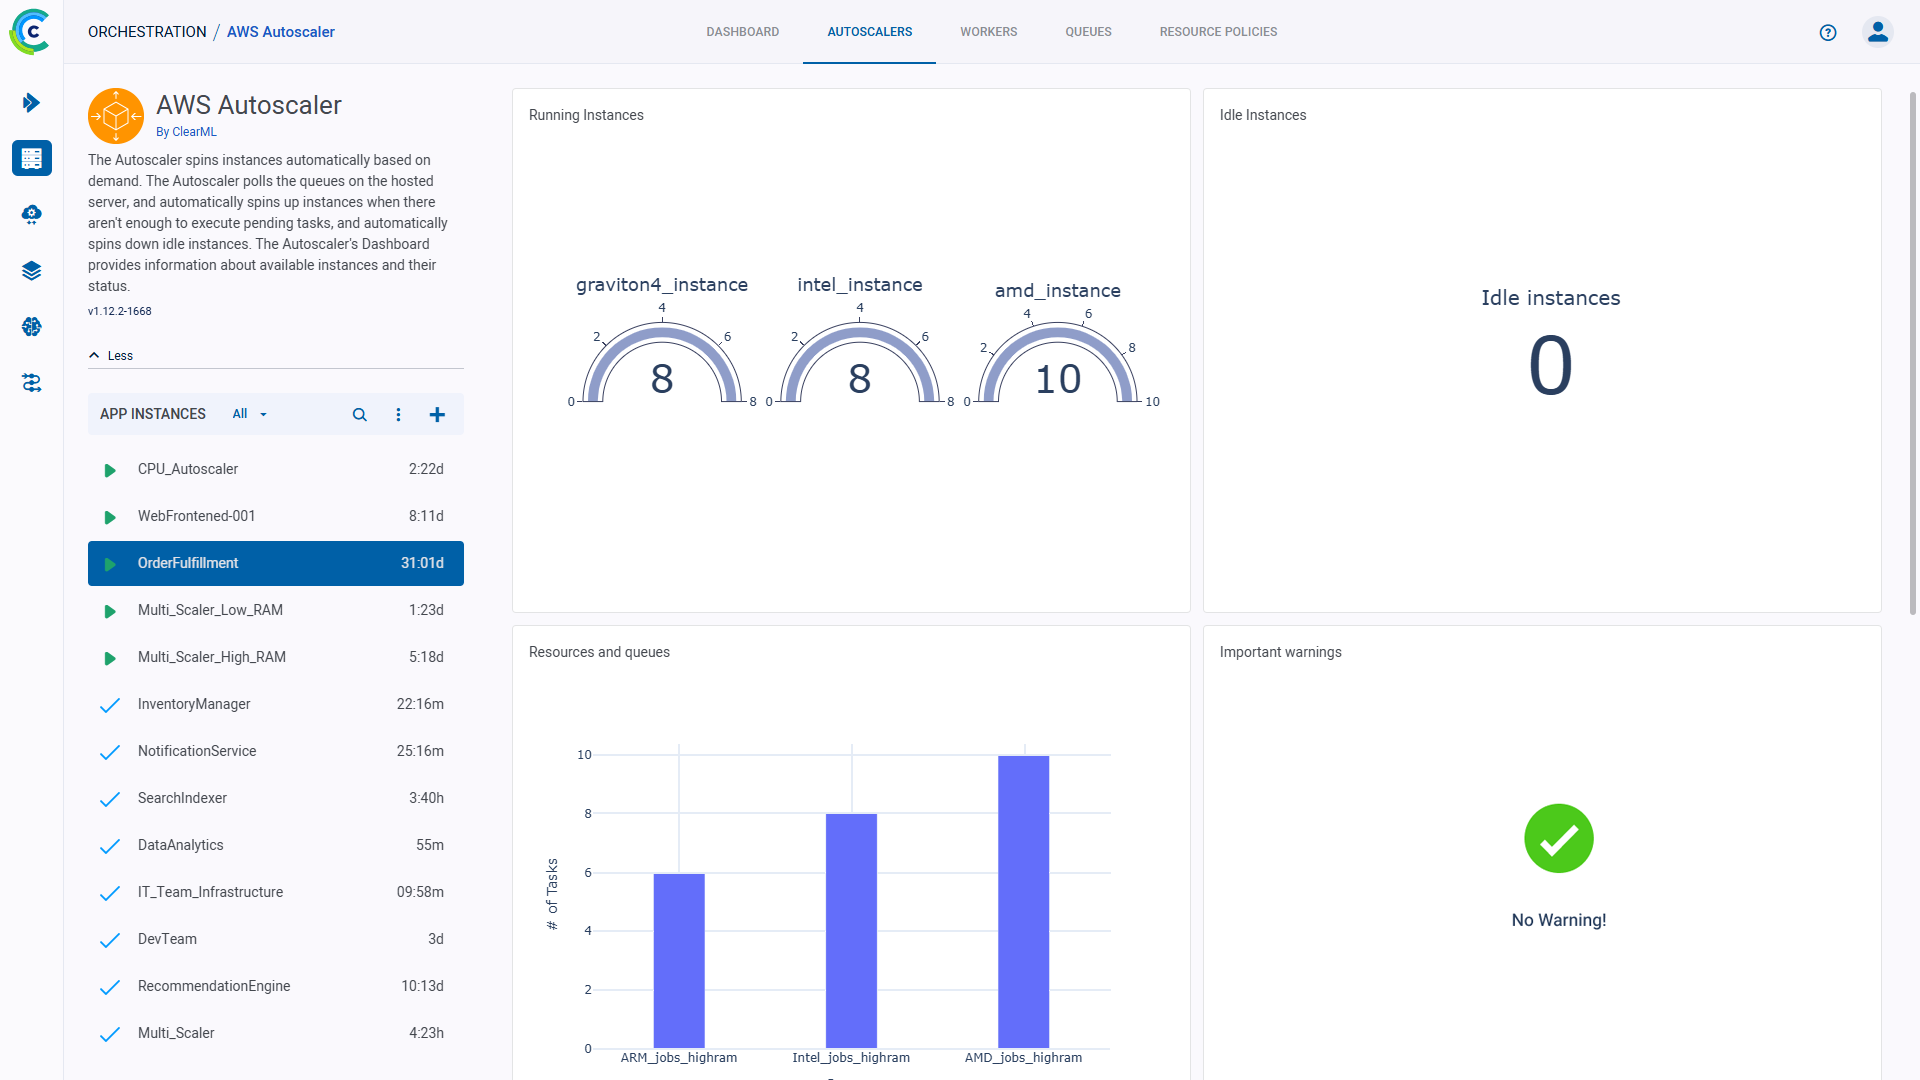 C
ORCHESTRATION / AWS Autoscaler
DASHBOARD
AUTOSCALERS
WORKERS
QUEUES
RESOURCE POLICIES
?
AWS Autoscaler
By ClearML
The Autoscaler spins instances automatically based on
demand. The Autoscaler polls the queues on the hosted
server, and automatically spins up instances when there
aren't enough to execute pending tasks, and automatically
spins down idle instances. The Autoscaler's Dashboard
provides information about available instances and their
status.
v1.12.2-1668
Less
APP INSTANCES All
CPU_Autoscaler 2:22d
WebFrontened-001 8:11d
OrderFulfillment 31:01d
Multi_Scaler_Low_RAM 1:23d
Multi_Scaler_High_RAM 5:18d
InventoryManager 22:16m
NotificationService 25:16m
SearchIndexer 3:40h
DataAnalytics 55m
IT_Team_Infrastructure 09:58m
DevTeam 3d
RecommendationEngine 10:13d
Multi_Scaler 4:23h
Running Instances
graviton4_instance
0 2 4 6 8
8
intel_instance
0 2 4 6 8
8
amd_instance
0 2 4 6 8 10
10
Idle Instances
Idle instances
0
Resources and queues
# of Tasks
10
8
6
4
2
0
ARM_jobs_highram
Intel_jobs_highram
AMD_jobs_highram
Important warnings
No Warning!